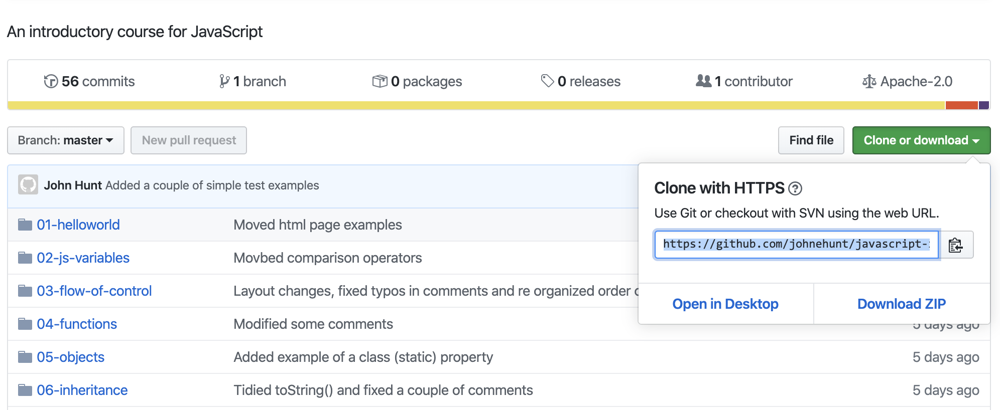 An introductory course for JavaScript
56 commits 1 branch 0 packages 0 releases 1 contributor Apache-2.0
Branch: master New pull request Find file Clone or download
John Hunt Added a couple of simple test examples
Clone with HTTPS
Use Git or checkout with SVN using the web URL.
https://github.com/johnehunt/javascript-
Open in Desktop Download ZIP
01-helloworld Moved html page examples
02-js-variables Movbed comparison operators
03-flow-of-control Layout changes, fixed typos in comments and re organized order
04-functions Modified some comments 5 days ago
05-objects Added example of a class (static) property 5 days ago
06-inheritance Tidied toString() and fixed a couple of comments 5 days ago